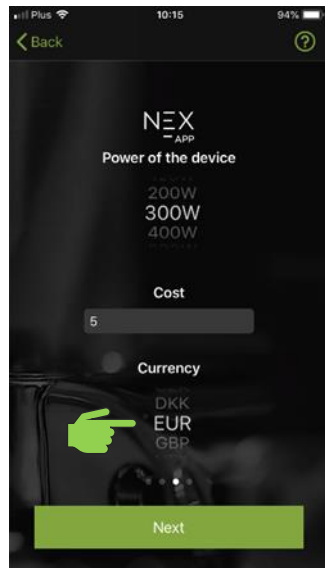 Plus 10:15 94%
Back ?
NEX
APP
Power of the device
200W
300W
400W
Cost
5
Currency
DKK
EUR
GBP
Next